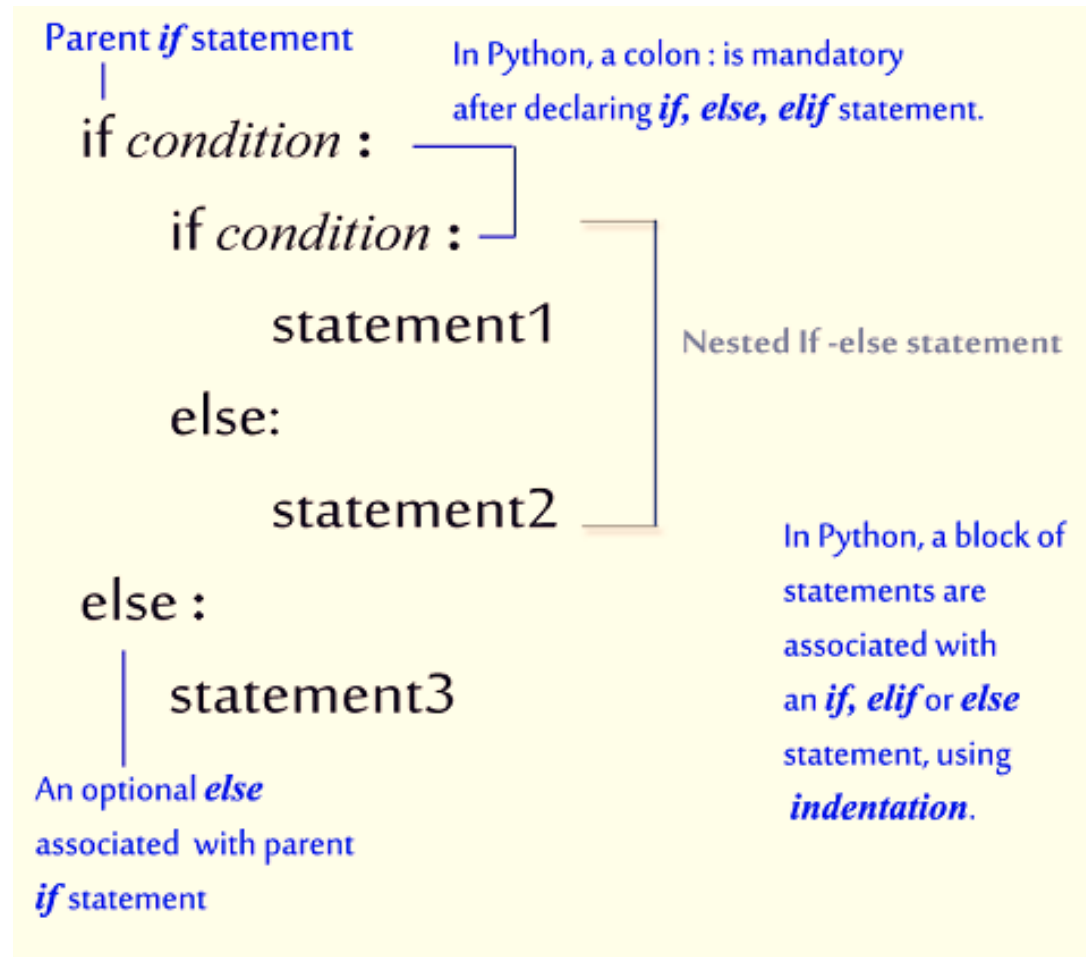 Parent if statement
In Python, a colon : is mandatory
after declaring if, else, elif statement.
if condition :
if condition :
statement1
Nested If -else statement
else:
statement2
else :
statement3
In Python, a block of
statements are
associated with
an if, elif or else
statement, using
indentation.
An optional else
associated with parent
if statement